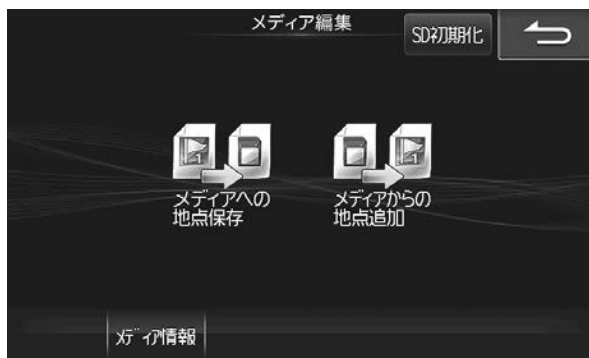 メディア編集
SD初期化
メディアへの
地点保存
メディアからの
地点追加
メディア情報